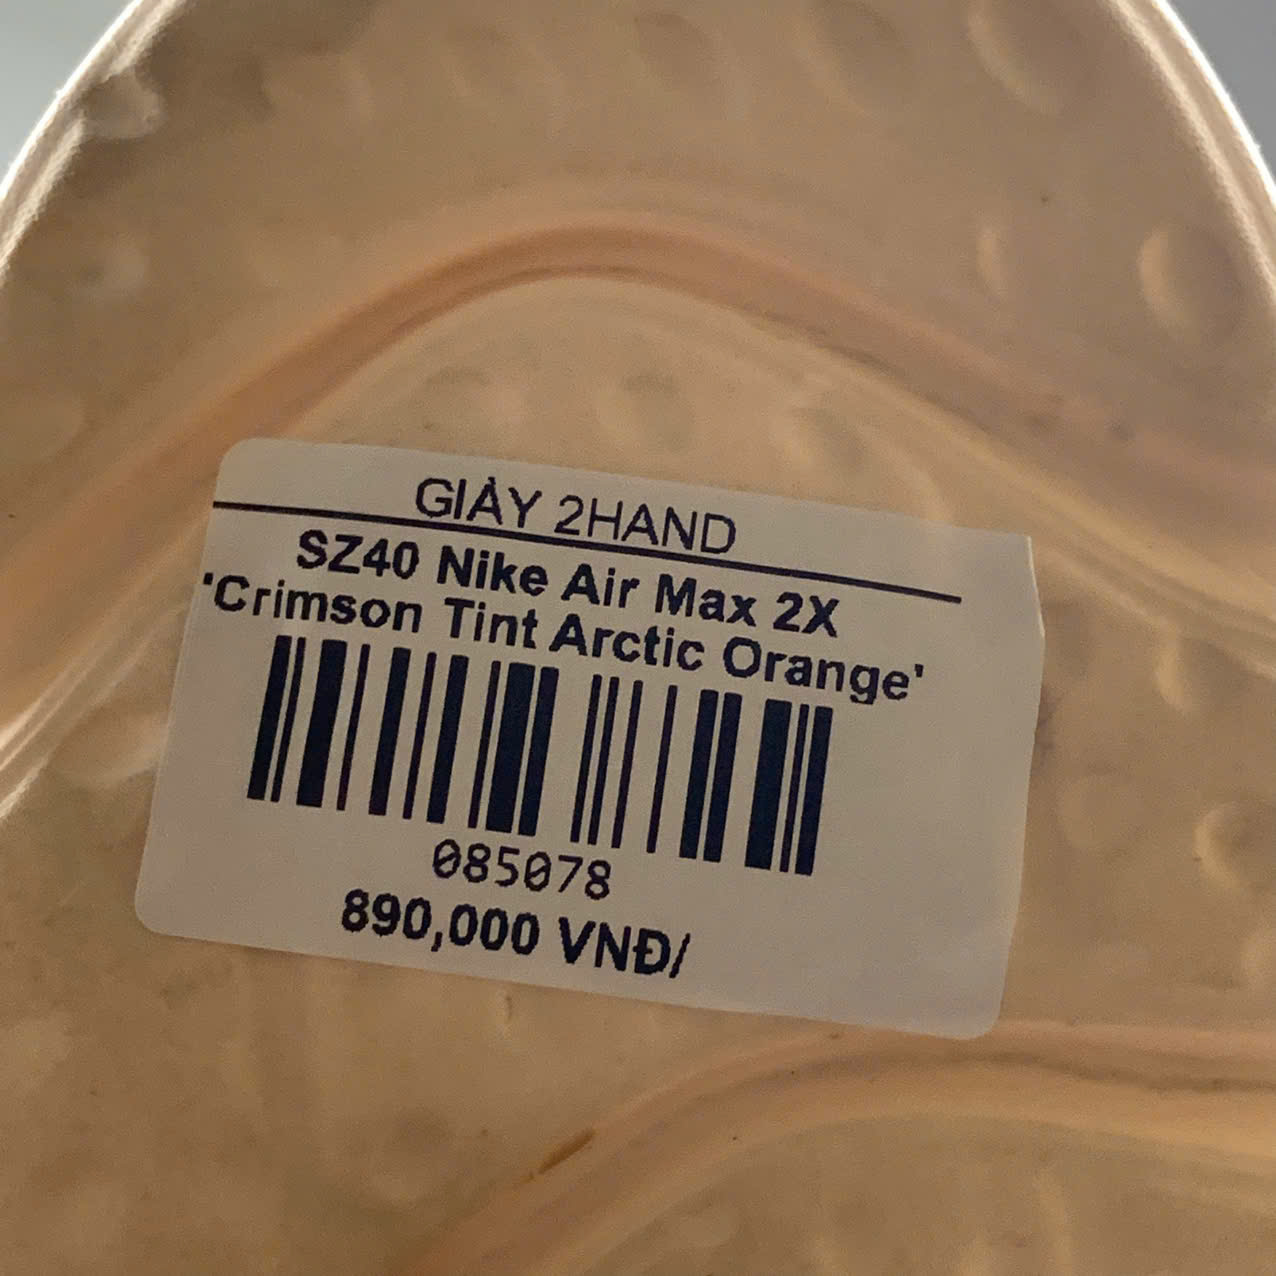 GIÀY 2HAND
SZ40 Nike Air Max 2X
'Crimson Tint Arctic Orange'
085078
890,000 VNĐ/